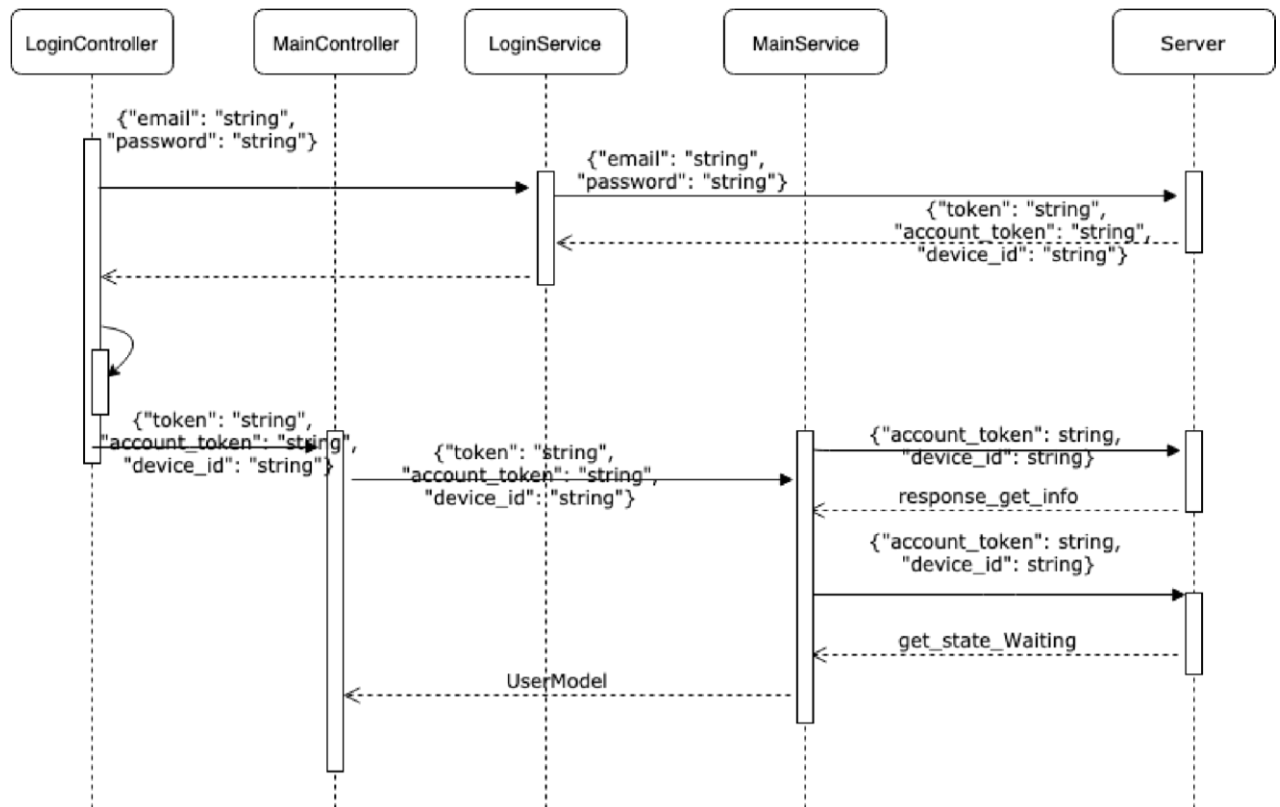 LoginController
MainController
LoginService
MainService
Server
{"email": "string",
"password": "string"}
{"email": "string",
"password": "string"}
{"token": "string",
"account_token": "string",
"device_id": "string"}
{"token": "string",
"account_token": "string",
"device_id": "string"}
{"token": "string",
"account_token": "string",
"device_id": "string"}
{"account_token": string,
"device_id": string}
response_get_info
{"account_token": string,
"device_id": string}
get_state_Waiting
UserModel